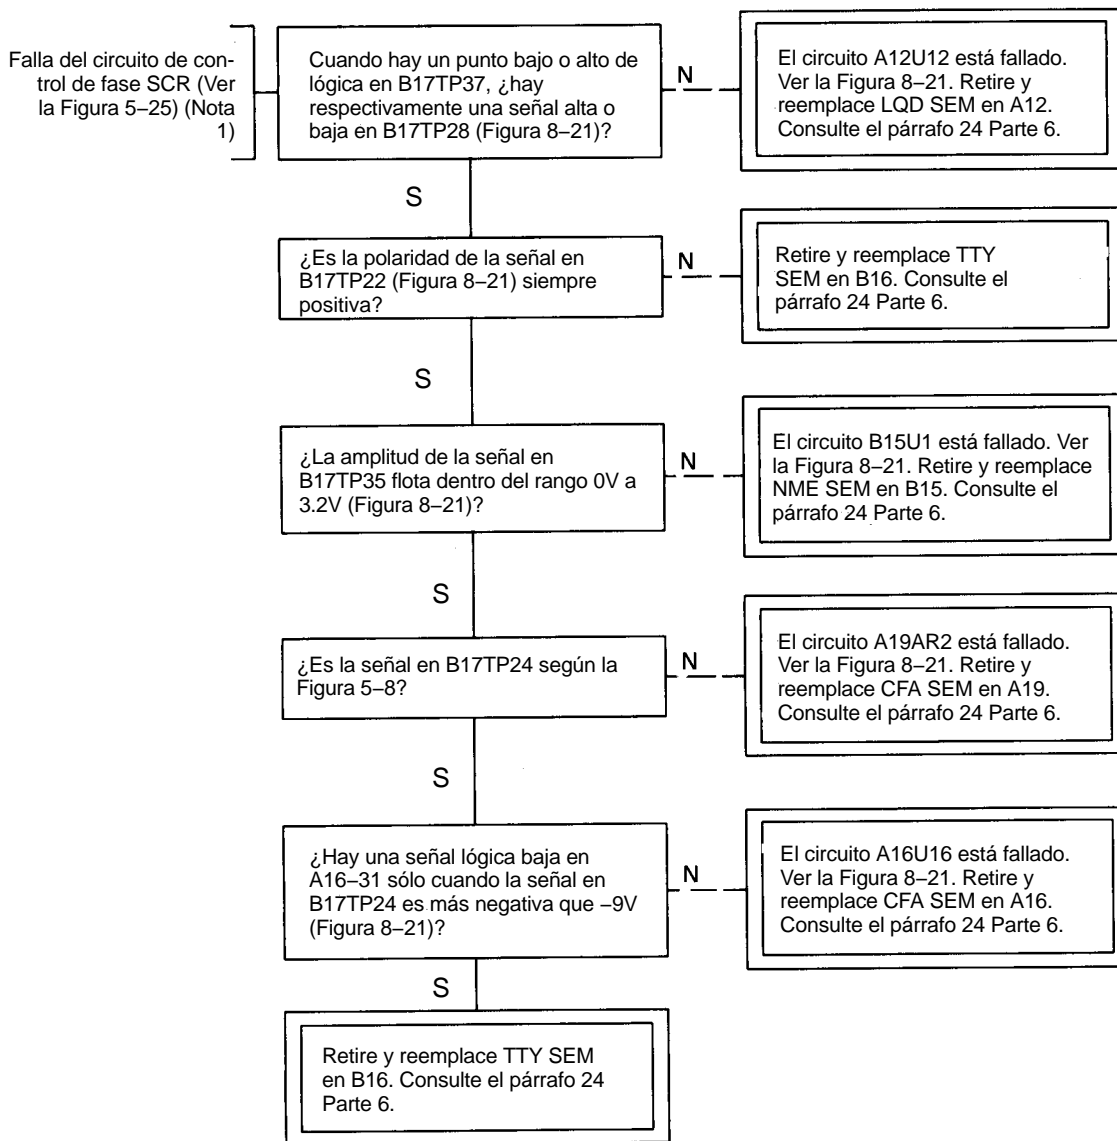 Falla del circuito de con-
trol de fase SCR (Ver
la Figura 5–25) (Nota
1)
Cuando hay un punto bajo o alto de
lógica en B17TP37, ¿hay
respectivamente una señal alta o
baja en B17TP28 (Figura 8–21)?
N
El circuito A12U12 está fallado.
Ver la Figura 8–21. Retire y
reemplace LQD SEM en A12.
Consulte el párrafo 24 Parte 6.
S
¿Es la polaridad de la señal en
B17TP22 (Figura 8–21) siempre
positiva?
N
Retire y reemplace TTY
SEM en B16. Consulte el
párrafo 24 Parte 6.
S
¿La amplitud de la señal en
B17TP35 flota dentro del rango 0V a
3.2V (Figura 8–21)?
N
El circuito B15U1 está fallado. Ver
la Figura 8–21. Retire y reemplace
NME SEM en B15. Consulte el
párrafo 24 Parte 6.
S
¿Es la señal en B17TP24 según la
Figura 5–8?
N
El circuito A19AR2 está fallado.
Ver la Figura 8–21. Retire y
reemplace CFA SEM en A19.
Consulte el párrafo 24 Parte 6.
S
¿Hay una señal lógica baja en
A16–31 sólo cuando la señal en
B17TP24 es más negativa que –9V
(Figura 8–21)?
N
El circuito A16U16 está fallado.
Ver la Figura 8–21. Retire y
reemplace CFA SEM en A16.
Consulte el párrafo 24 Parte 6.
S
Retire y reemplace TTY SEM
en B16. Consulte el párrafo 24
Parte 6.